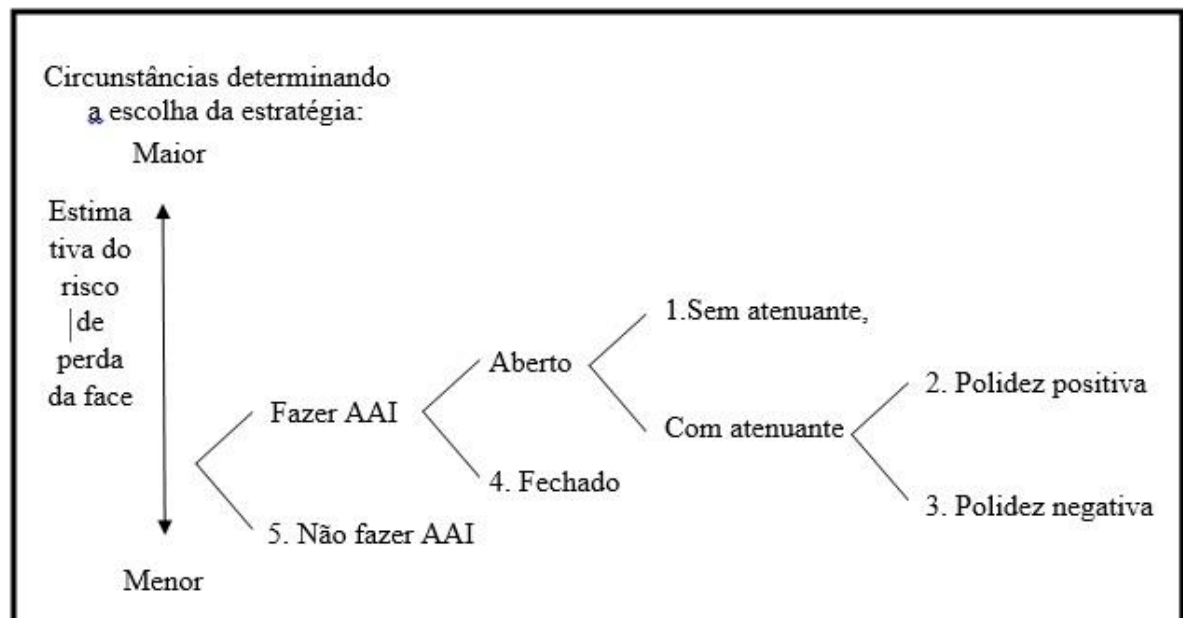 Circunstâncias determinando
a escolha da estratégia:
Maior
Estima
tiva do
risco
de
perda
da face
1.Sem atenuante,
Aberto
2. Polidez positiva
Fazer AAI
Com atenuante
4. Fechado
3. Polidez negativa
5. Não fazer AAI
Menor